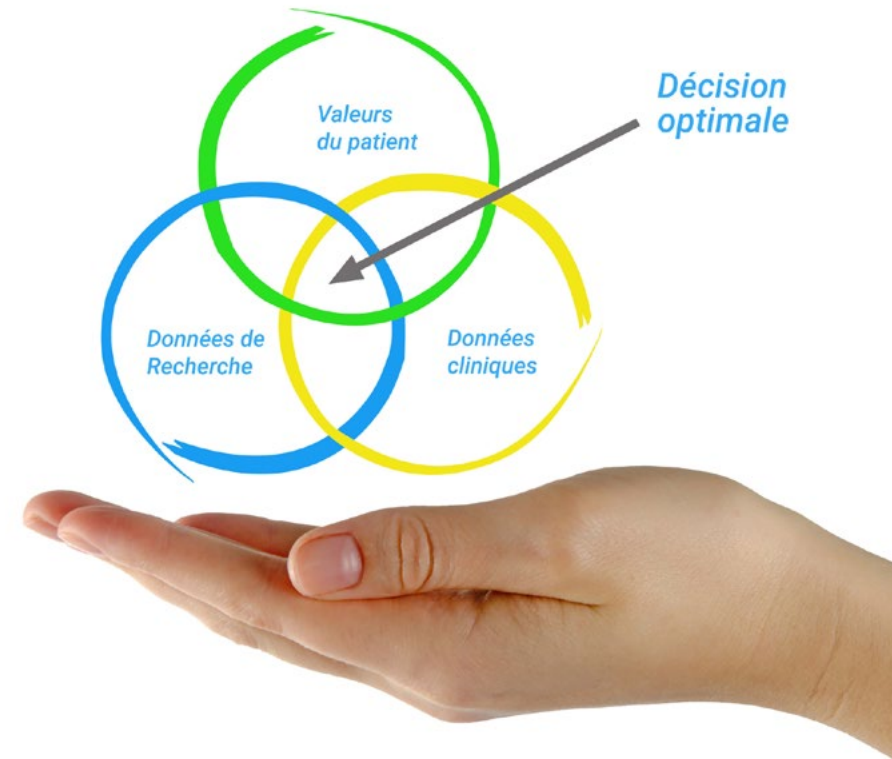 Décision
optimale
Valeurs
du patient
Données de
Recherche
Données
cliniques